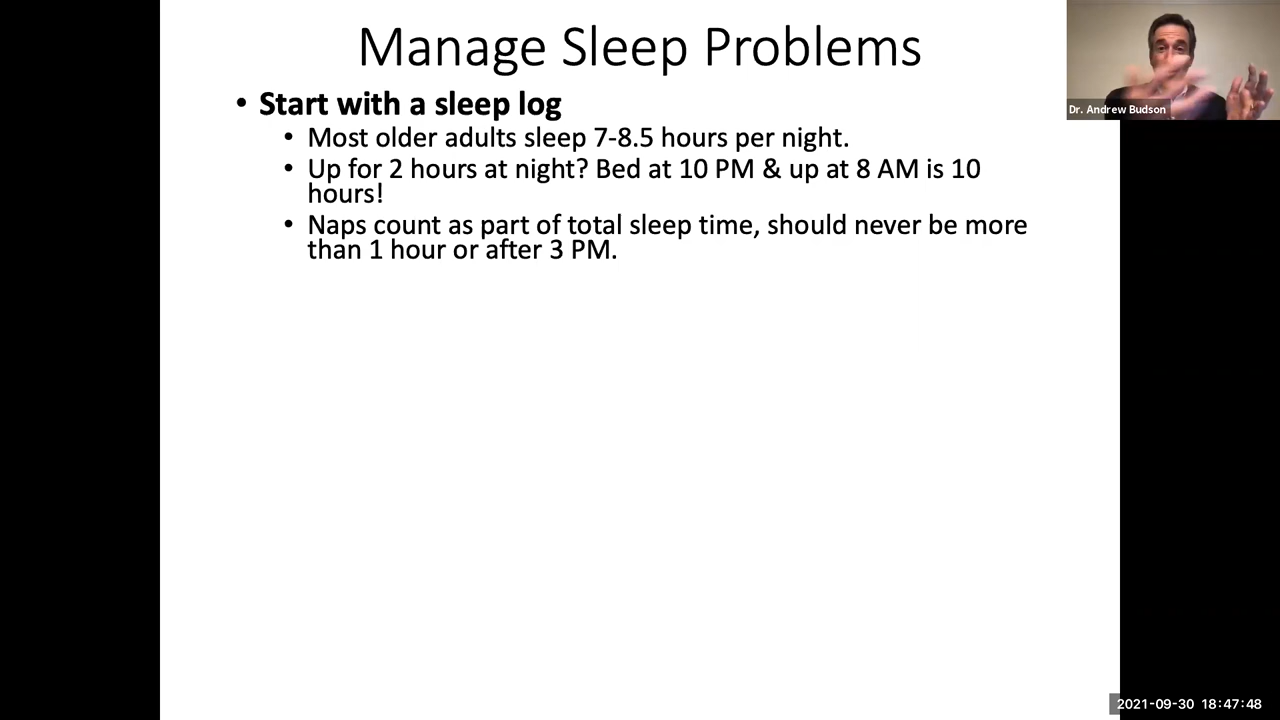 Manage Sleep Problems
Dr. Andrew Budson
• Start with a sleep log
• Most older adults sleep 7-8.5 hours per night.
• Up for 2 hours at night? Bed at 10 PM & up at 8 AM is 10
hours!
• Naps count as part of total sleep time, should never be more
than 1 hour or after 3 PM.
2021-09-30 18:47:48